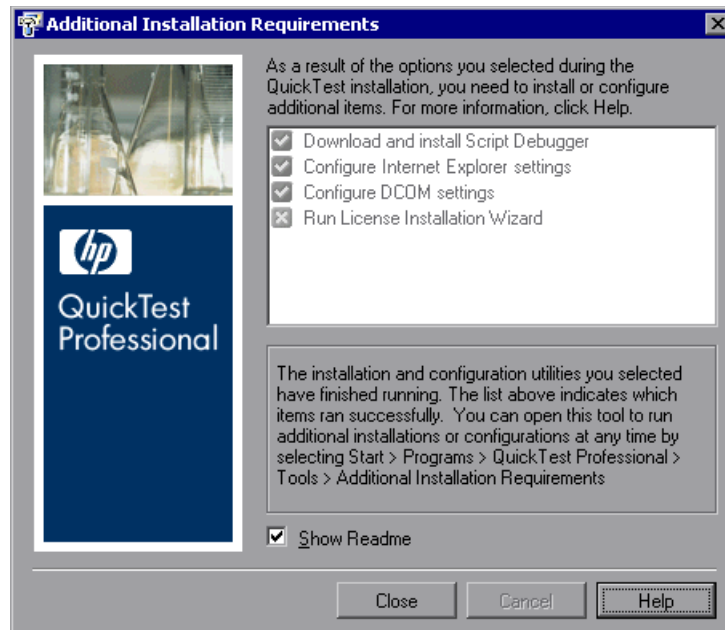 Additional Installation Requirements
As a result of the options you selected during the
QuickTest installation, you need to install or configure
additional items. For more information, click Help.
Download and install Script Debugger
Configure Internet Explorer settings
Configure DCOM settings
Run License Installation Wizard
hp
QuickTest
Professional
The installation and configuration utilities you selected
have finished running. The list above indicates which
items ran successfully. You can open this tool to run
additional installations or configurations at any time by
selecting Start > Programs > QuickTest Professional >
Tools > Additional Installation Requirements
Show Readme
Close Cancel Help